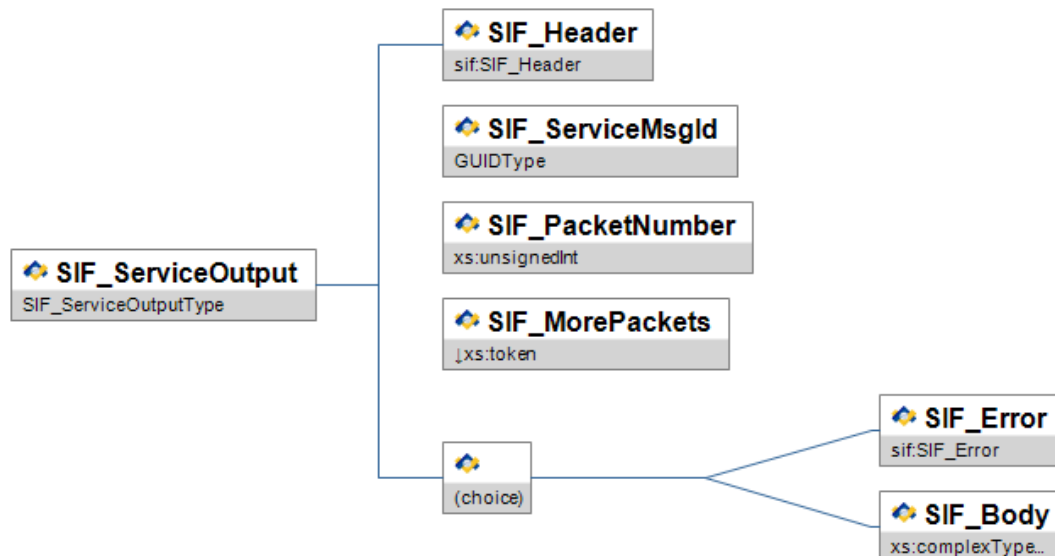 SIF_Header
sif:SIF_Header
SIF_ServiceMsgId
GUIDType
SIF_PacketNumber
xs:unsignedInt
SIF_ServiceOutput
SIF_ServiceOutputType
SIF_MorePackets
↓xs:token
SIF_Error
sif:SIF_Error
(choice)
SIF_Body
xs:complexType...